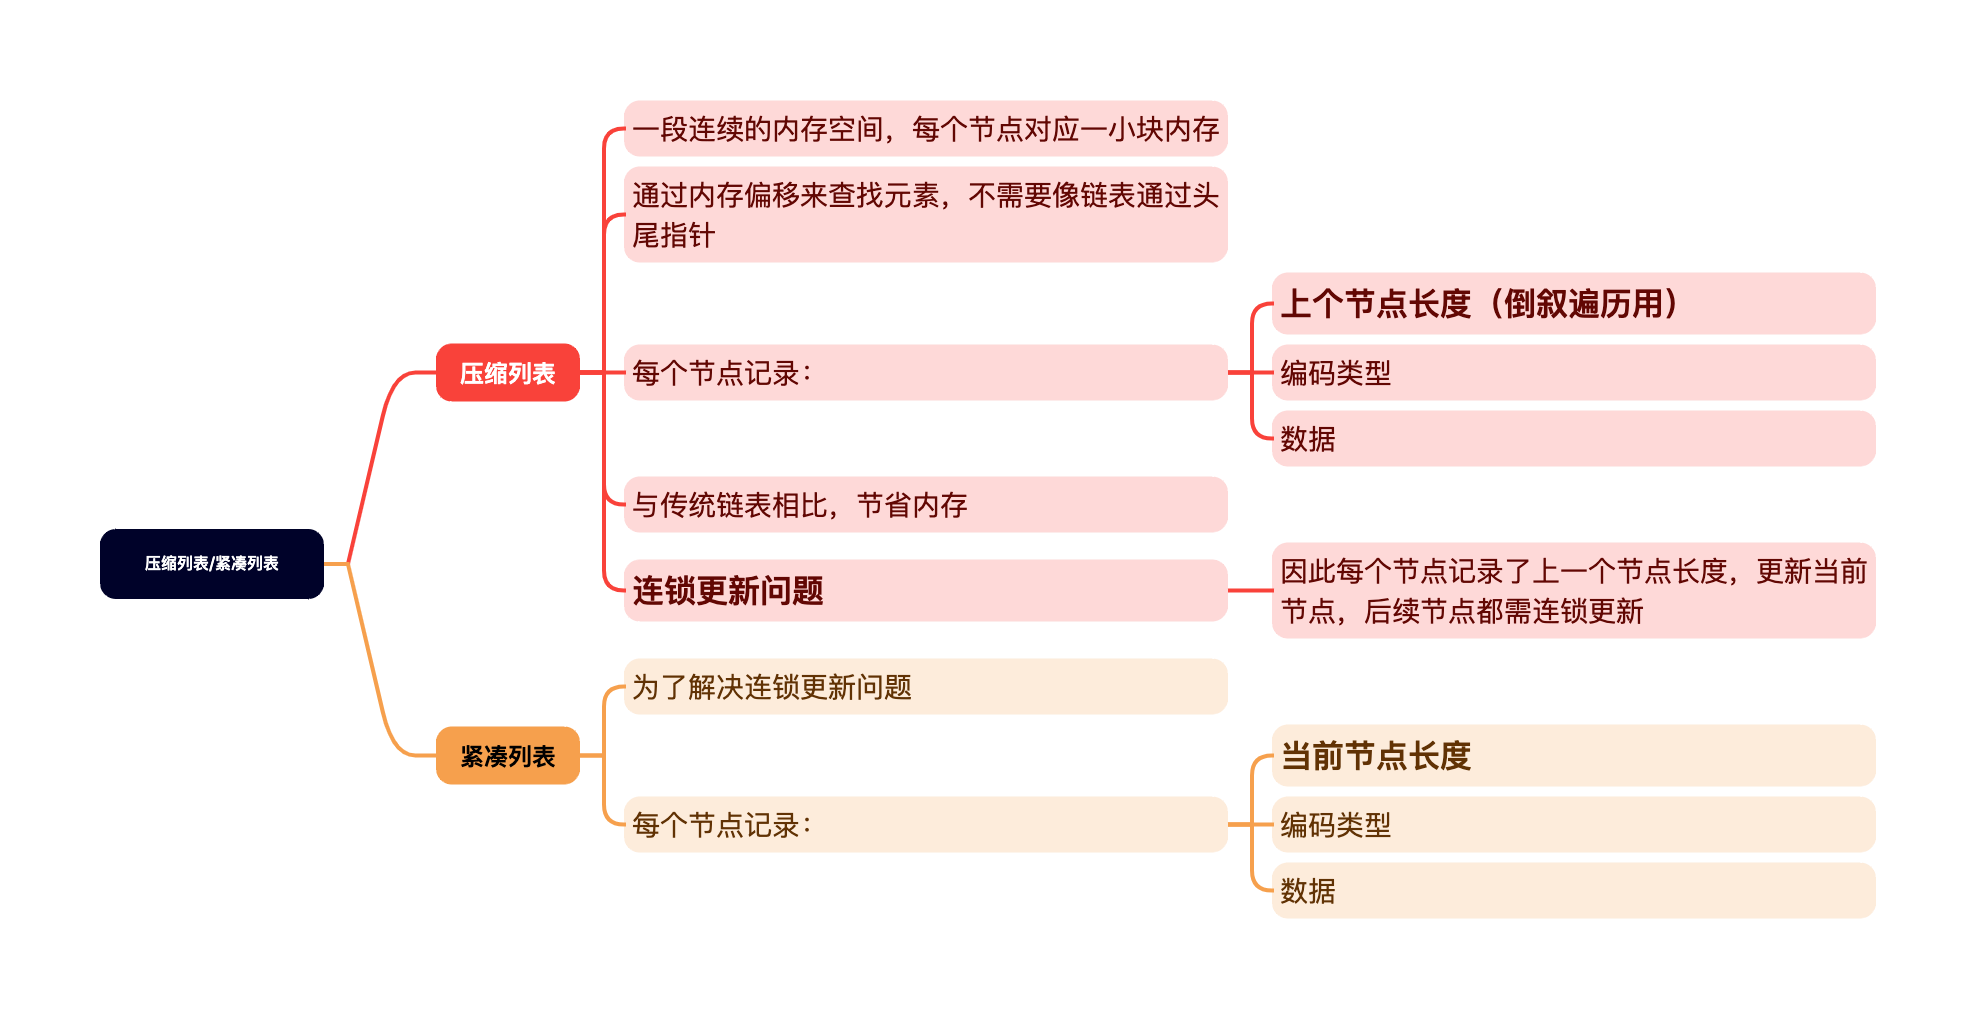 压缩列表/紧凑列表
压缩列表
一段连续的内存空间，每个节点对应一小块内存
通过内存偏移来查找元素，不需要像链表通过头
尾指针
每个节点记录：
上个节点长度（倒叙遍历用）
编码类型
数据
与传统链表相比，节省内存
连锁更新问题
因此每个节点记录了上一个节点长度，更新当前
节点，后续节点都需连锁更新
紧凑列表
为了解决连锁更新问题
每个节点记录：
当前节点长度
编码类型
数据